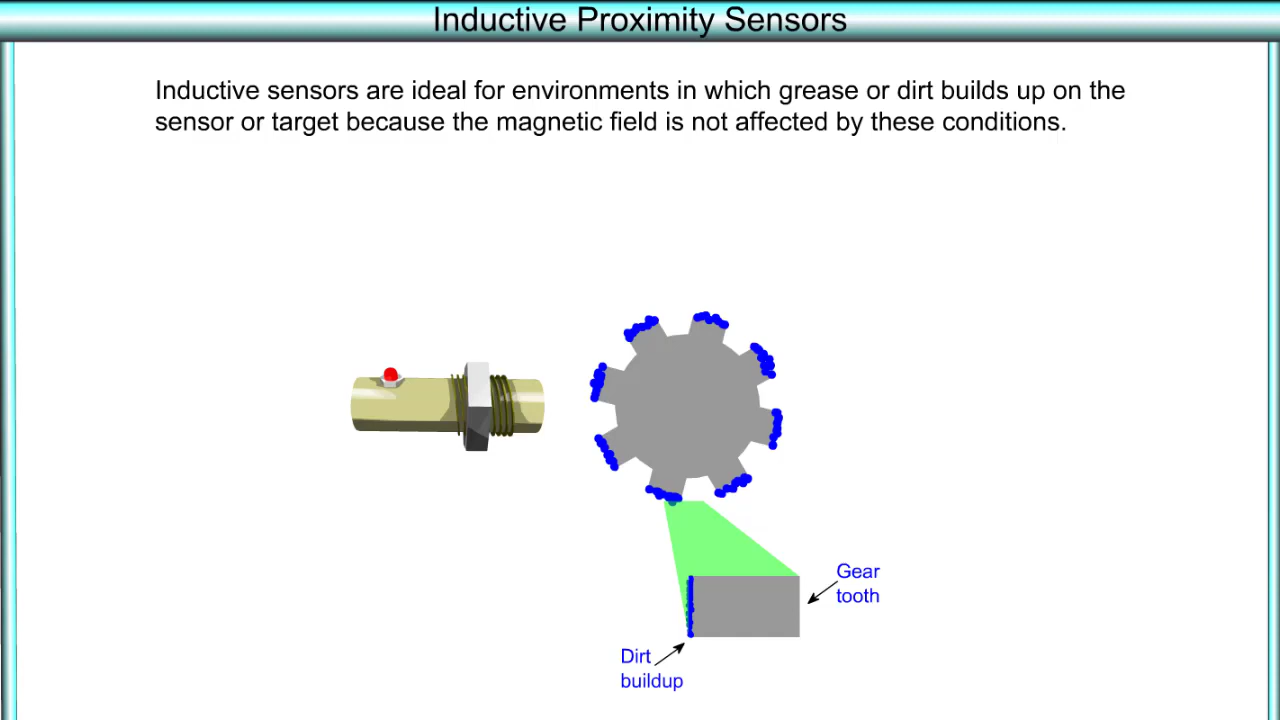 Inductive Proximity Sensors
Inductive sensors are ideal for environments in which grease or dirt builds up on the
sensor or target because the magnetic field is not affected by these conditions.
Gear
tooth
Dirt
buildup